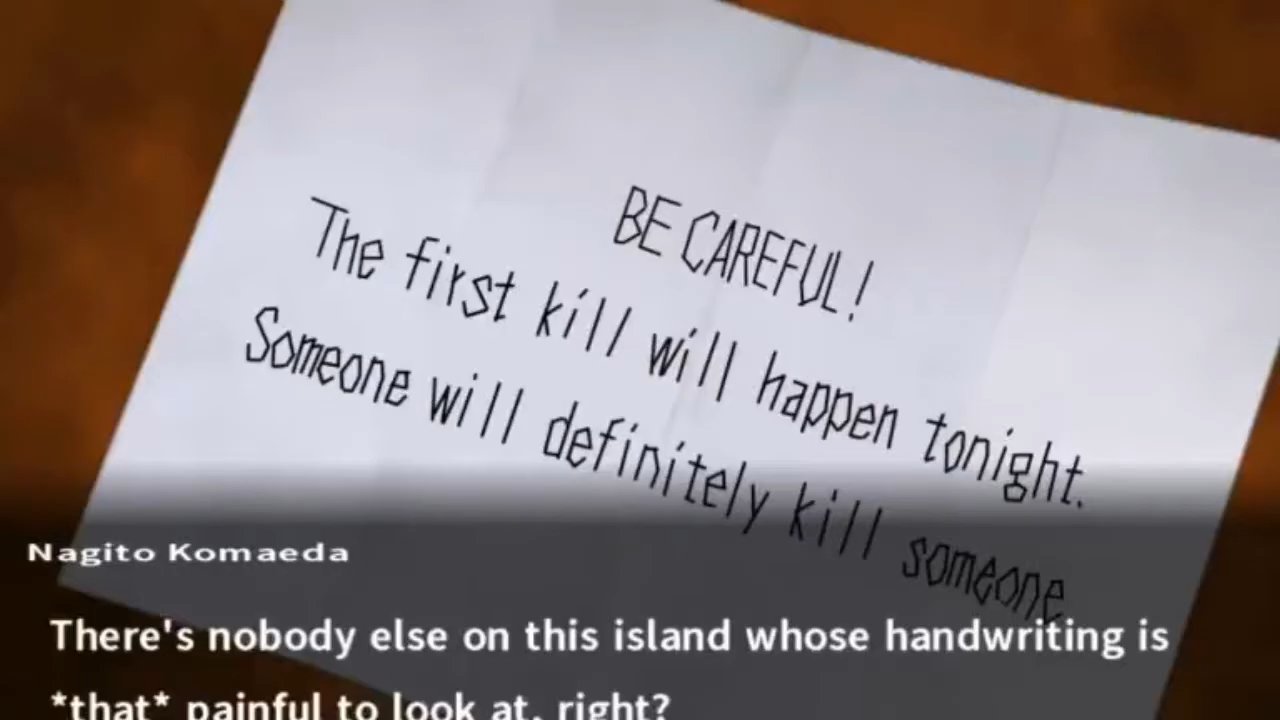 BE CAREFUL!
The first kill will happen tonight.
Someone will definitely kill someone.
Nagito Komaeda
There's nobody else on this island whose handwriting is
*that* painful to look at, right?